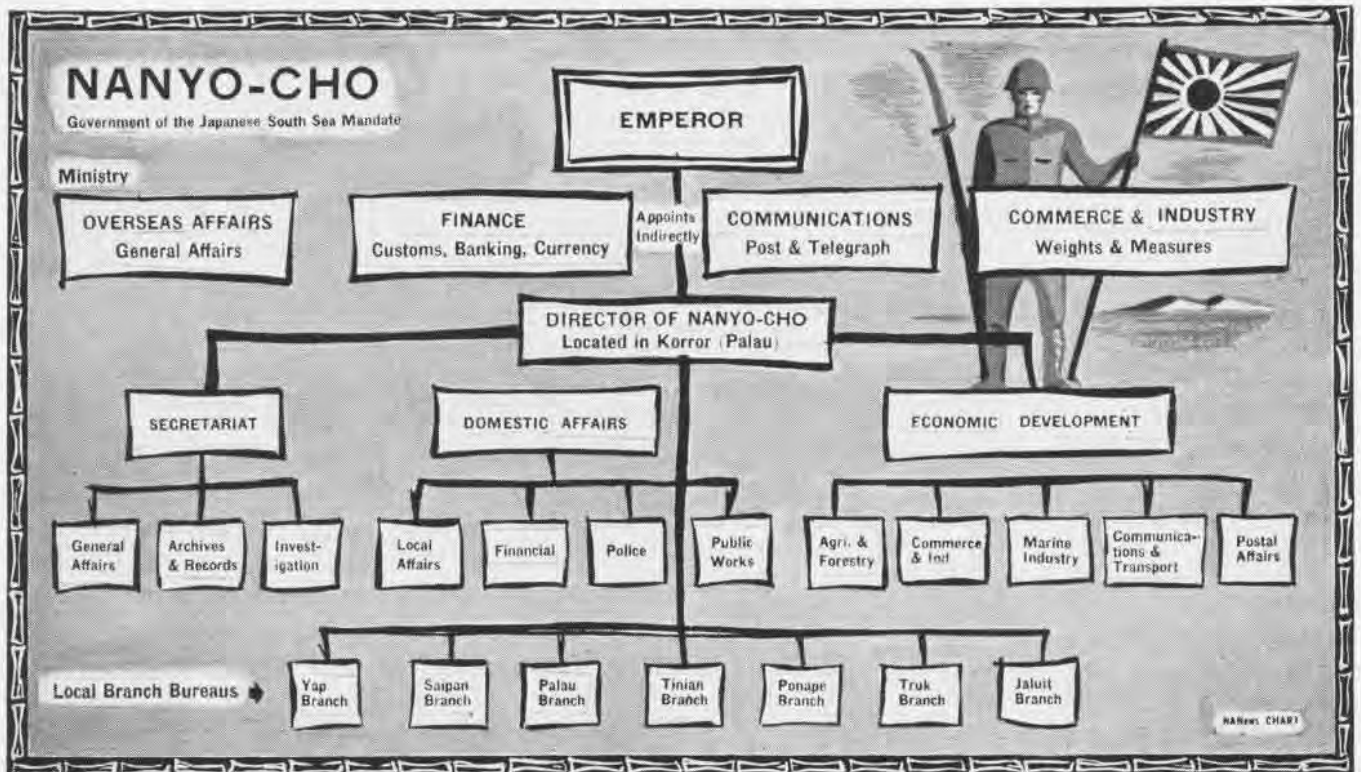 NANYO-CHO
Government of the Japanese South Sea Mandate
EMPEROR
Ministry
OVERSEAS AFFAIRS
General Affairs
FINANCE
Customs, Banking, Currency
Appoints
Indirectly
COMMUNICATIONS
Post & Telegraph
COMMERCE & INDUSTRY
Weights & Measures
DIRECTOR OF NANYO-CHO
Located in Korror (Palau)
SECRETARIAT
DOMESTIC AFFAIRS
ECONOMIC DEVELOPMENT
General
Affairs
Archives
& Records
Invest-
igation
Local
Affairs
Financial
Police
Public
Works
Agri. &
Forestry
Commerce
& Ind
Marine
Industry
Communica-
tions &
Transport
Postal
Affairs
Local Branch Bureaus
Yap
Branch
Saipan
Branch
Palau
Branch
Tinian
Branch
Ponape
Branch
Truk
Branch
Jaluit
Branch
NANews CHART